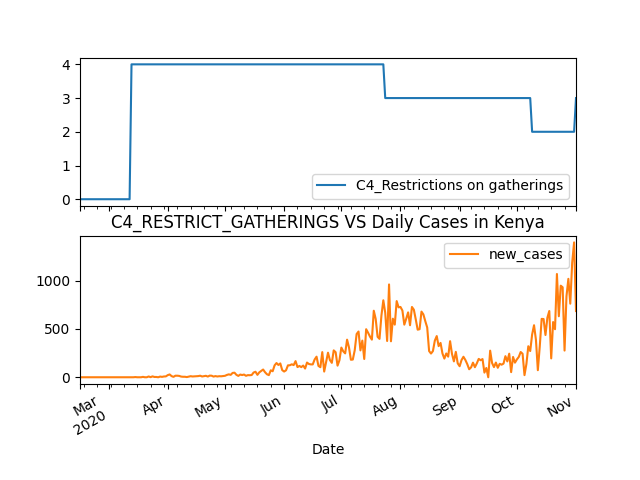 4
3
2
1
0
C4_Restrictions on gatherings
C4_RESTRICT_GATHERINGS VS Daily Cases in Kenya
new_cases
1000
500
0
Mar
2020
Apr
May
Jun
Jul
Aug
Sep
Oct
Nov
Date